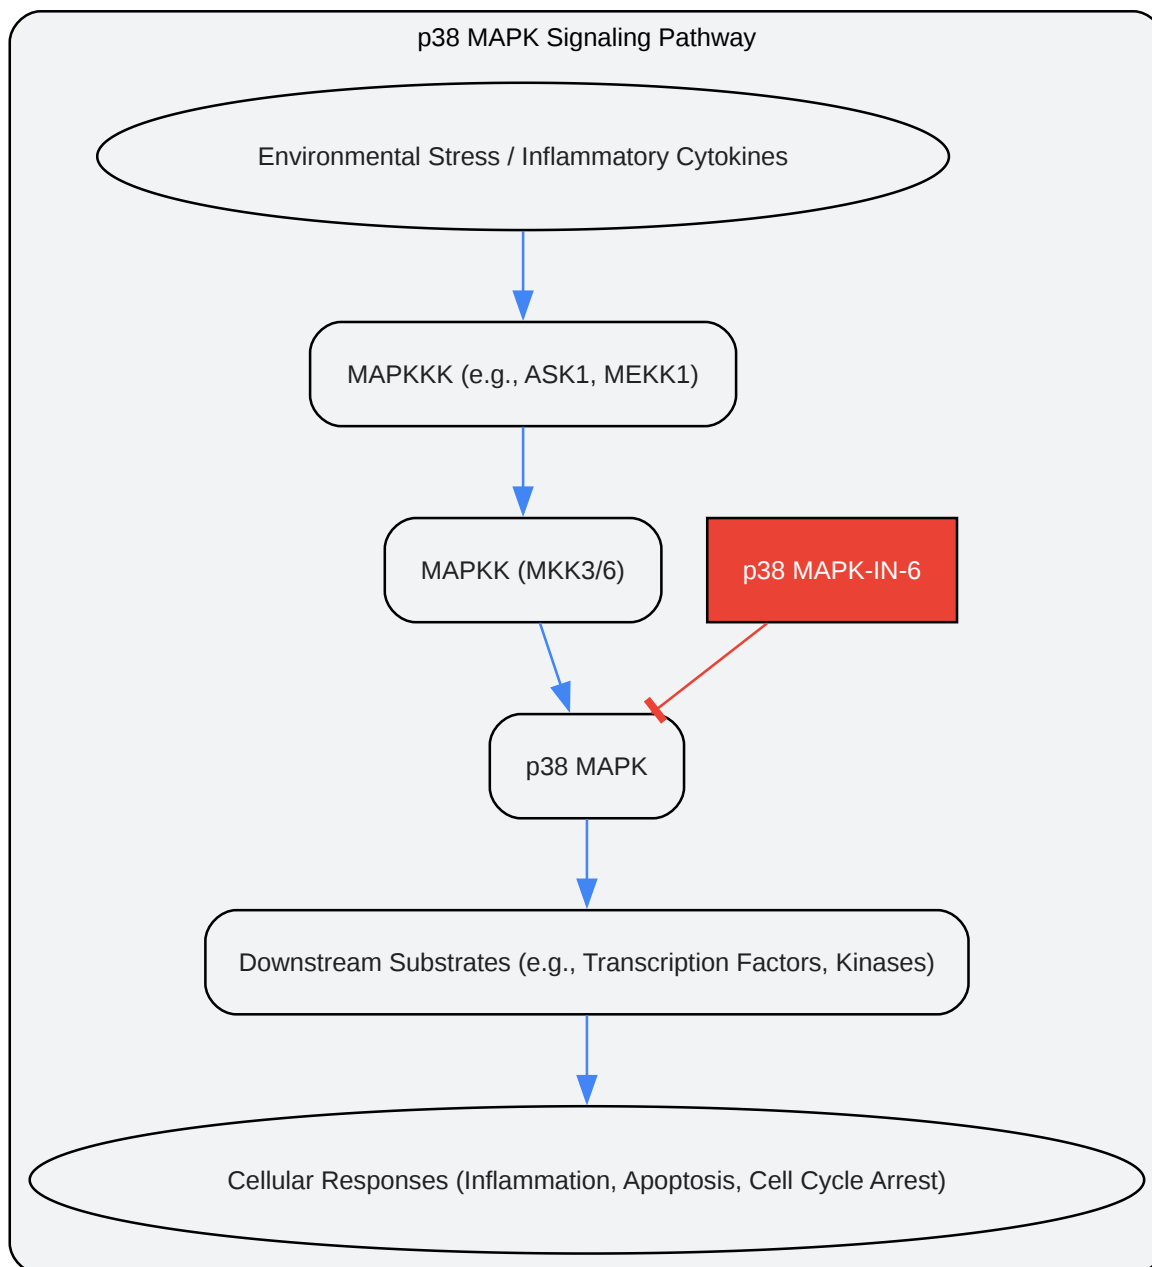 p38 MAPK Signaling Pathway
Environmental Stress / Inflammatory Cytokines
MAPKKK (e.g., ASK1, MEKK1)
MAPKK (MKK3/6)
p38 MAPK-IN-6
p38 MAPK
Downstream Substrates (e.g., Transcription Factors, Kinases)
Cellular Responses (Inflammation, Apoptosis, Cell Cycle Arrest)